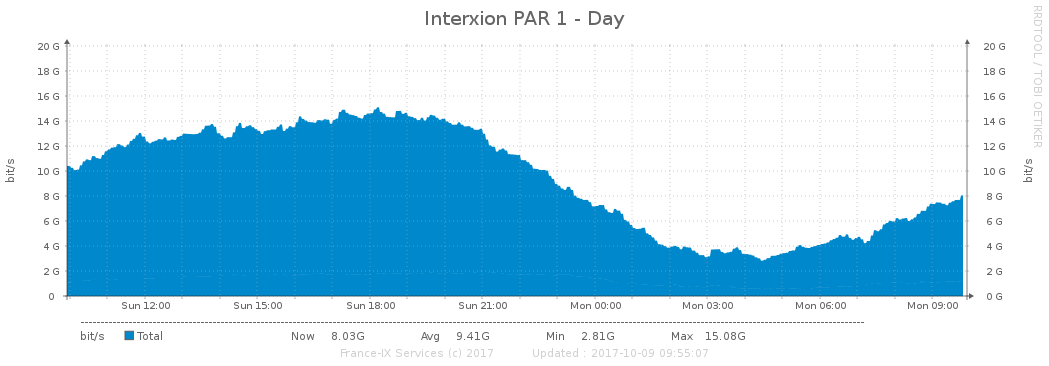 Interxion PAR 1 - Day
RRDTOOL / TOBI OETIKER
bit/s
20 G 20 G
18 G 18 G
16 G 16 G
14 G 14 G
12 G 12 G
10 G 10 G
8 G 8 G
6 G 6 G
4 G 4 G
2 G 2 G
0 0 G
bit/s
Sun 12:00 Sun 15:00 Sun 18:00 Sun 21:00 Mon 00:00 Mon 03:00 Mon 06:00 Mon 09:00
bit/s Total Now 8.03G Avg 9.41G Min 2.81G Max 15.08G
France-IX Services (c) 2017 Updated : 2017-10-09 09:55:07